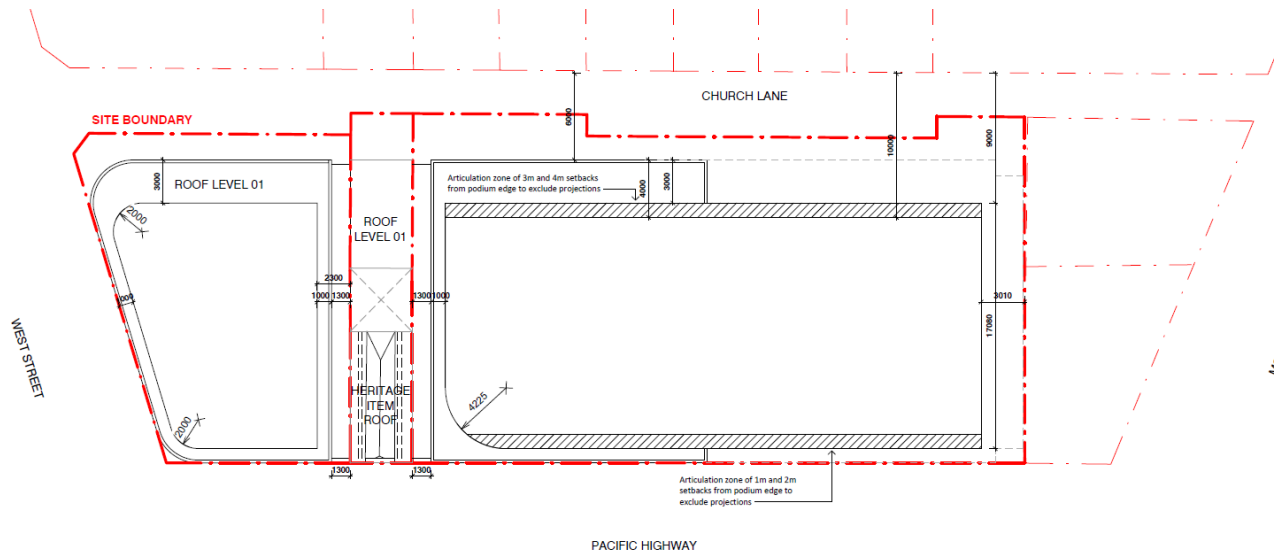 CHURCH LANE
SITE BOUNDARY
6000
10000
9000
3000
ROOF LEVEL 01
Articulation zone of 3m and 4m setbacks
from podium edge to exclude projections
4000
3000
2000
ROOF
LEVEL 01
2300
1000
1300
1300
1000
3010
17080
WEST STREET
HERITAGE
ITEM
ROOF
4225
2000
1300
1300
Articulation zone of 1m and 2m
setbacks from podium edge to
exclude projections
PACIFIC HIGHWAY